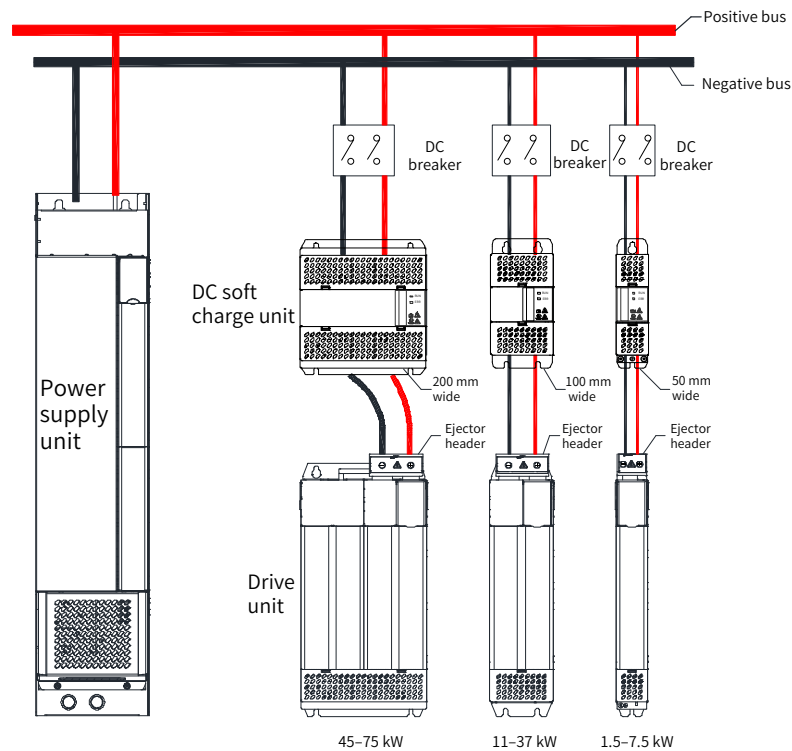 Positive bus
Negative bus
DC
breaker
DC
breaker
DC
breaker
DC soft
charge unit
200 mm
wide
100 mm
wide
50 mm
wide
Power
supply
unit
Ejector
header
Ejector
header
Ejector
header
Drive
unit
45–75 kW
11–37 kW
1.5–7.5 kW